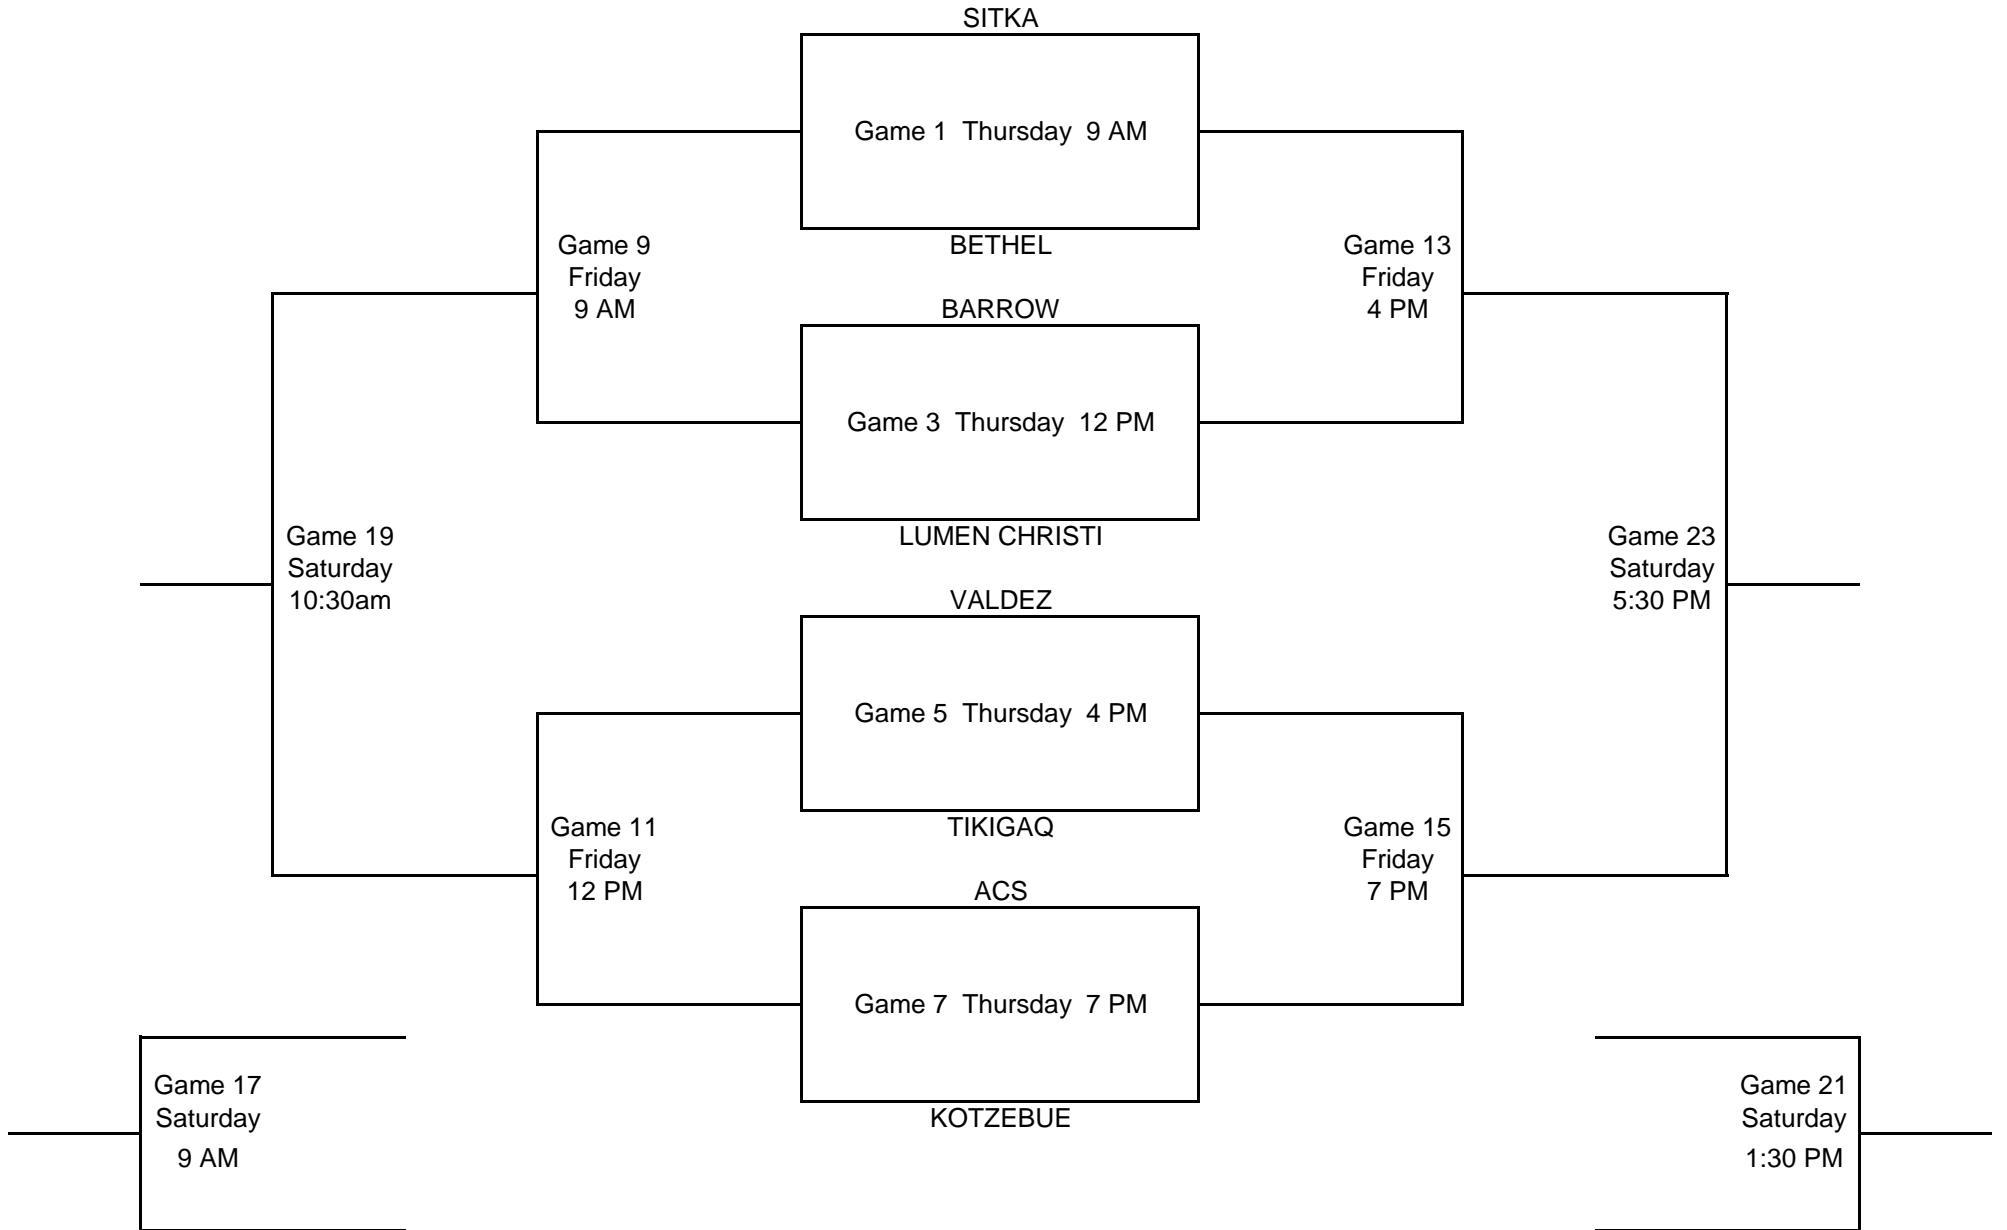 SITKA
Game 1  Thursday  9 AM
BETHEL
Game 9
Friday
9 AM
Game 13
Friday
4 PM
BARROW
Game 3  Thursday  12 PM
LUMEN CHRISTI
Game 19
Saturday
10:30am
Game 23
Saturday
5:30 PM
VALDEZ
Game 5  Thursday  4 PM
TIKIGAQ
Game 11
Friday
12 PM
Game 15
Friday
7 PM
ACS
Game 7  Thursday  7 PM
KOTZEBUE
Game 17
Saturday
9 AM
Game 21
Saturday
1:30 PM